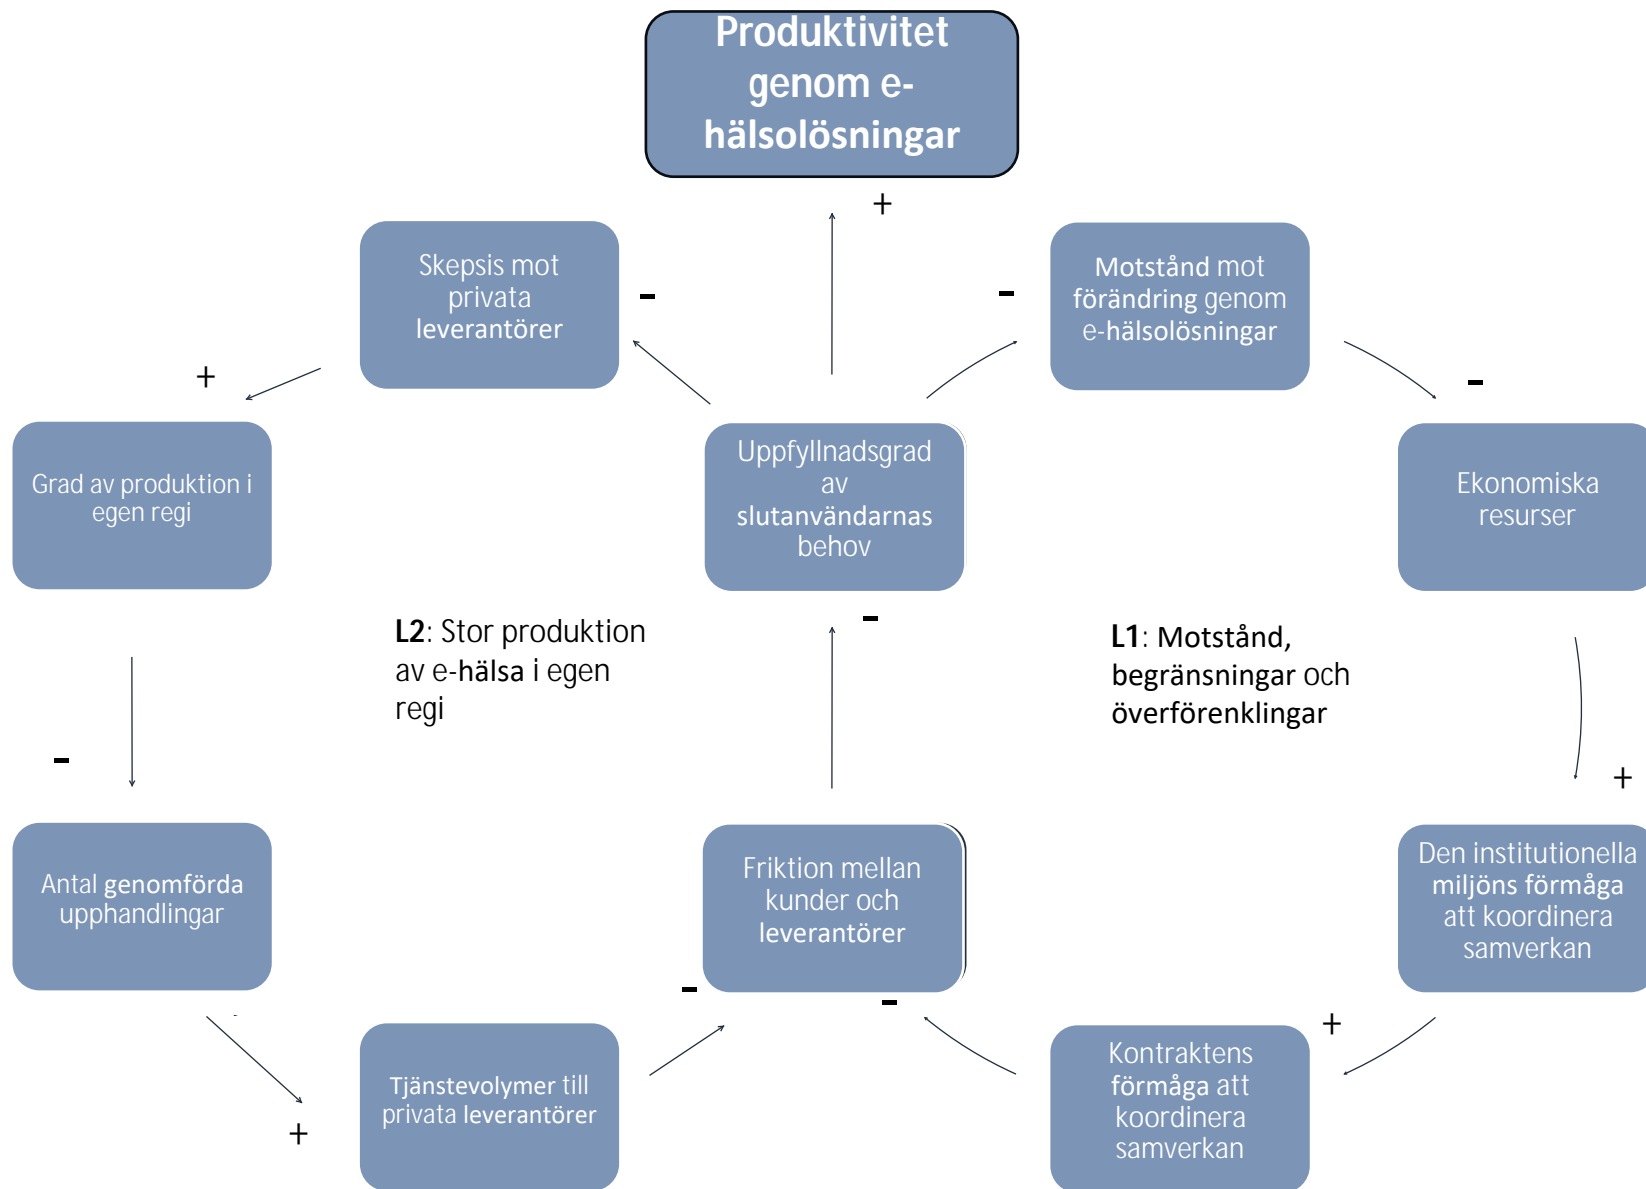 Produktivitet
genom e-
hälsolösningar
+
Skepsis mot
privata
leverantörer
-
-
Motstånd mot
förändring genom
e-hälsolösningar
+
-
Grad av produktion i
egen regi
Uppfyllnadsgrad
av
slutanvändarnas
behov
Ekonomiska
resurser
-
L2: Stor produktion
av e-hälsa i egen
regi
L1: Motstånd,
begränsningar och
överförenklingar
-
+
Antal genomförda
upphandlingar
Friktion mellan
kunder och
leverantörer
Den institutionella
miljöns förmåga
att koordinera
samverkan
-
-
+
+
Tjänstevolymer till
privata leverantörer
Kontraktens
förmåga att
koordinera
samverkan